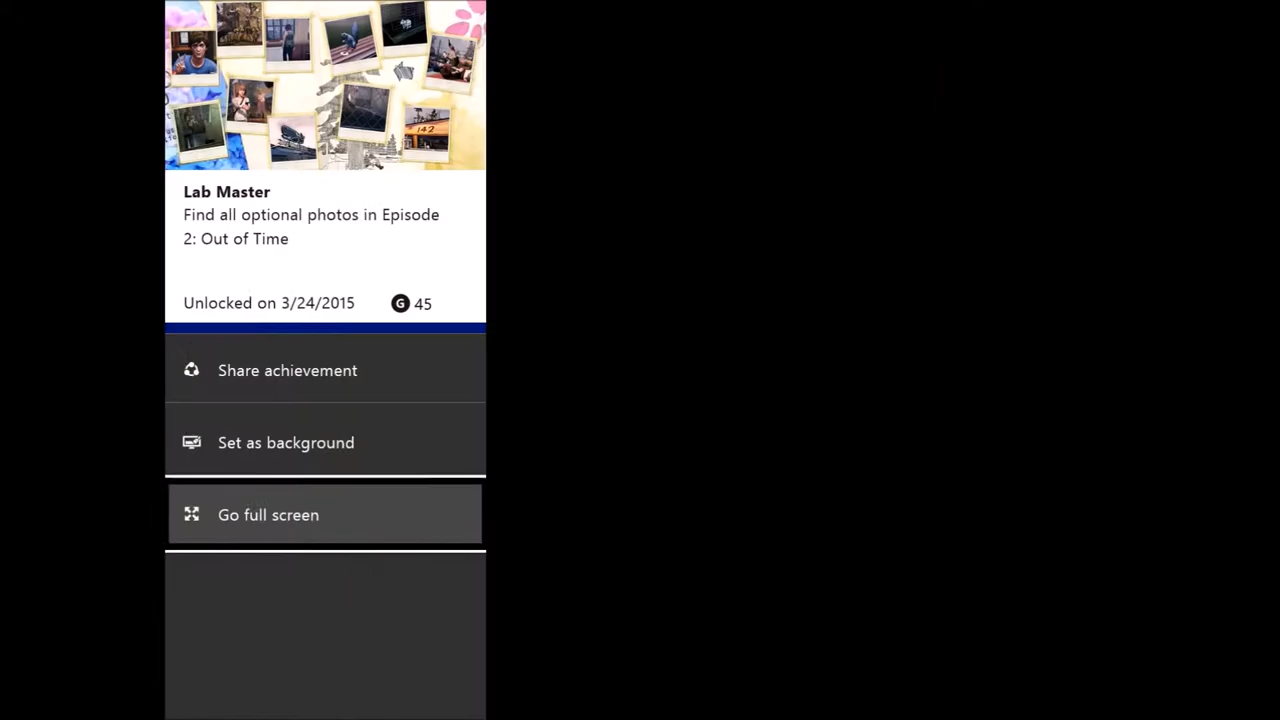 142
Lab Master
Find all optional photos in Episode
2: Out of Time
Unlocked on 3/24/2015 G 45
Share achievement
Set as background
Go full screen